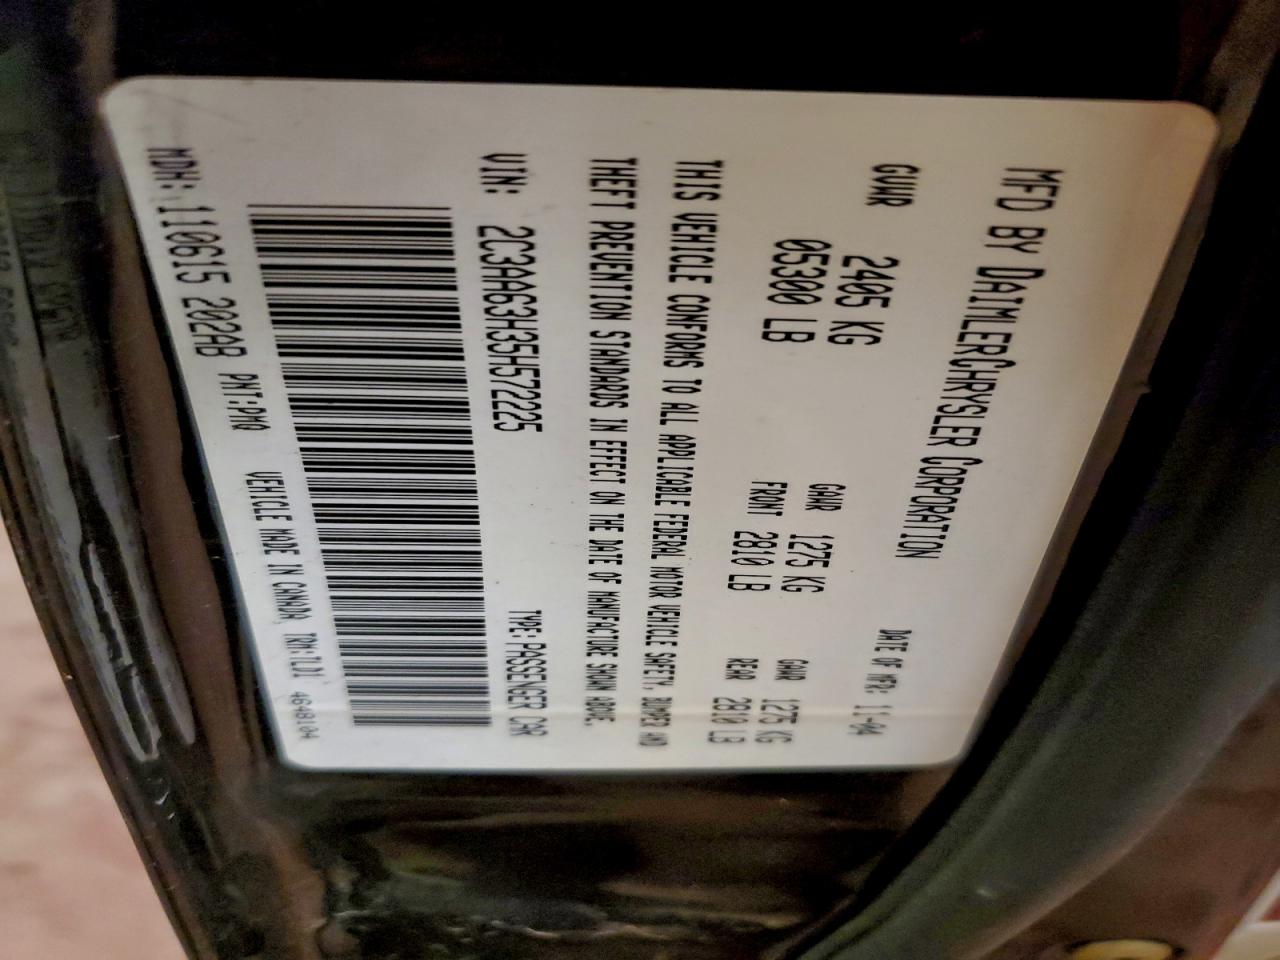 MFD BY DAIMLERCHRYSLER CORPORATION DATE OF MFR: 11-04
GVWR 2405 KG GAWR 1275 KG GAWR 1275 KG
05300 LB FRONT 2810 LB REAR 2810 LB
THIS VEHICLE CONFORMS TO ALL APPLICABLE FEDERAL MOTOR VEHICLE SAFETY, BUMPER AND
THEFT PREVENTION STANDARDS IN EFFECT ON THE DATE OF MANUFACTURE SHOWN ABOVE.
VIN: 2C3AA63H35H572225 TYPE: PASSENGER CAR
MDH: 110615 202AB PNT: VEHICLE MADE IN CANADA 4648104